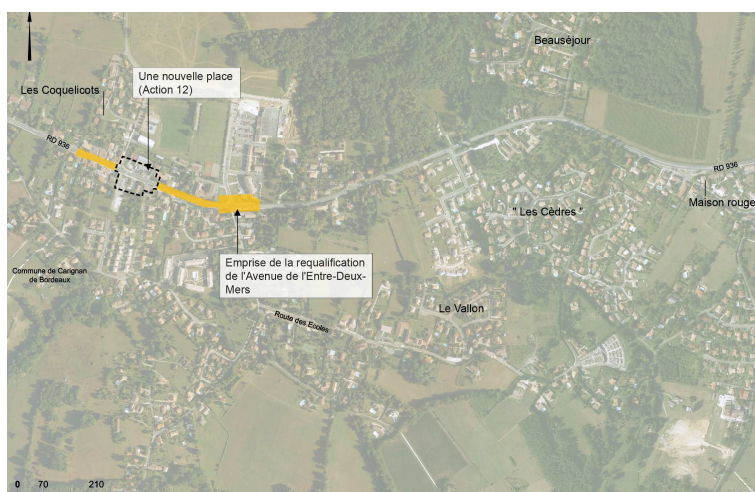 Beauséjour
Une nouvelle place
(Action 12)
Les Coquelicots
RD 936
RD 936
Maison rouge
" Les Cèdres "
Emprise de la requalification
de l'Avenue de l'Entre-Deux-
Mers
Commune de Carignan
de Bordeaux
Le Vallon
Route des Ecoles
0 70 210